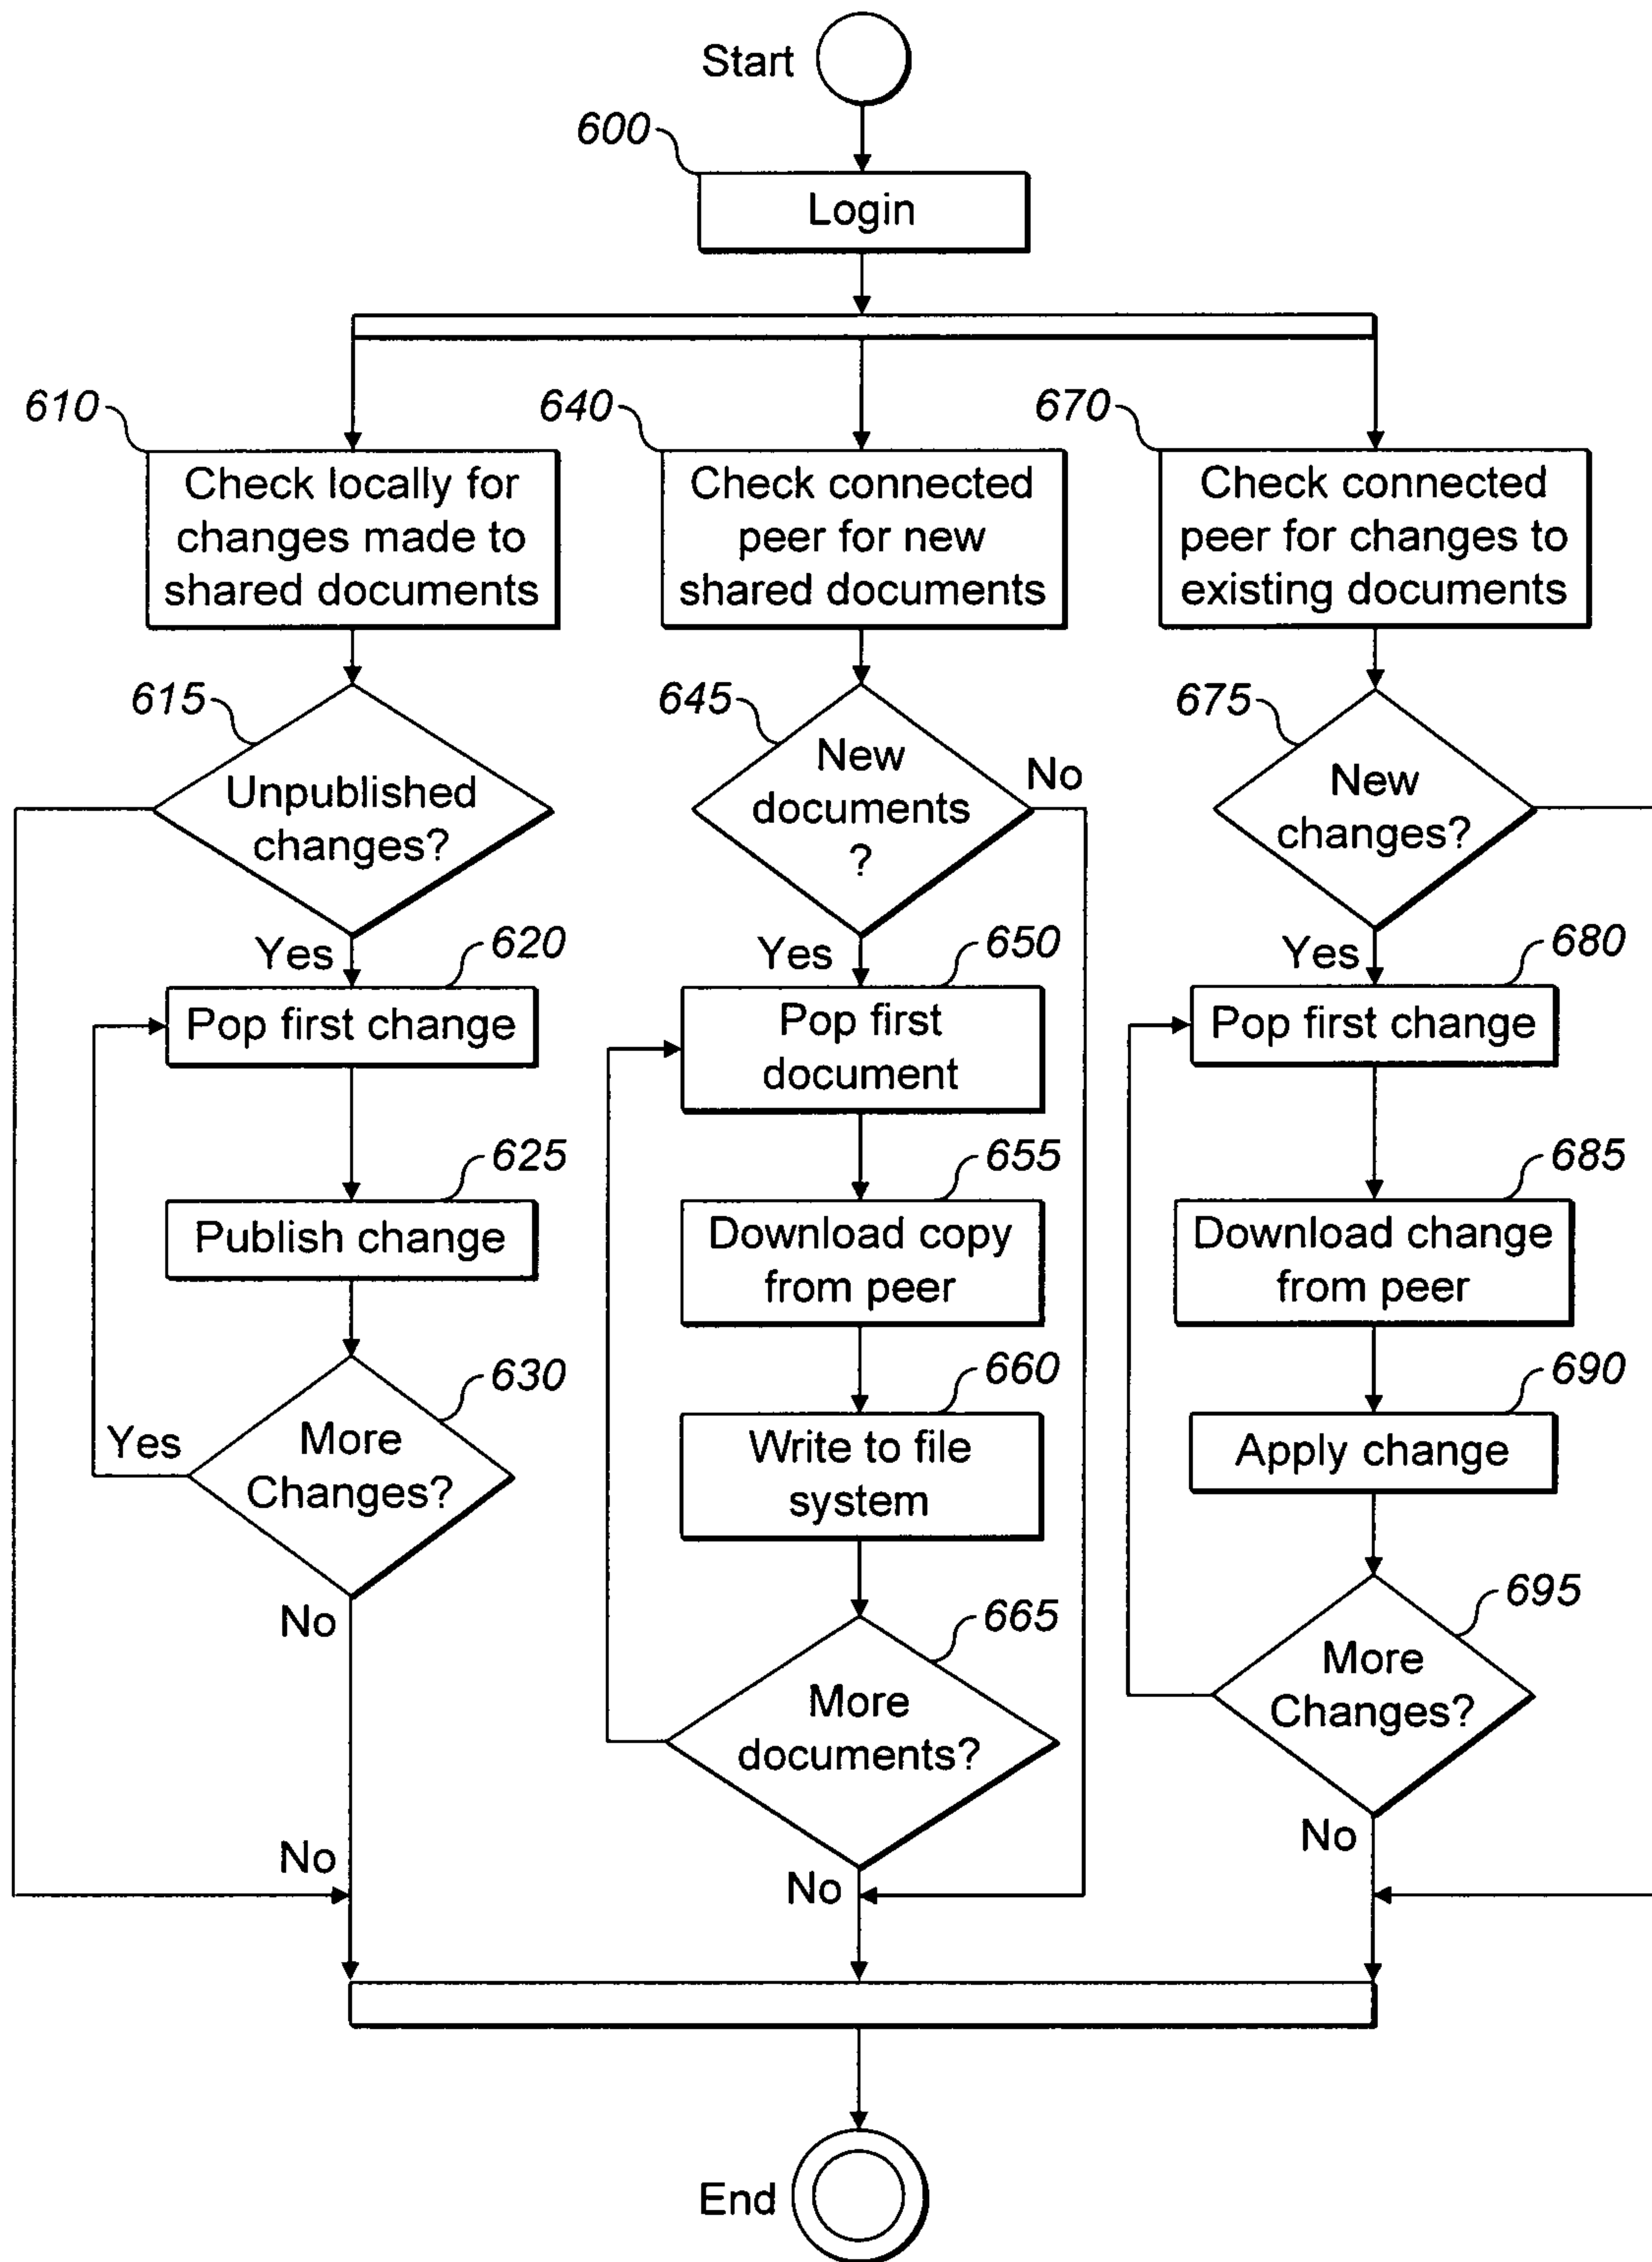 Start
600
Login
610
Check locally for
changes made to
shared documents
640
Check connected
peer for new
shared documents
670
Check connected
peer for changes to
existing documents
615
Unpublished
changes?
645
New
documents
?
No
675
New
changes?
Yes
620
Pop first change
Yes
650
Pop first
document
Yes
680
Pop first change
625
Publish change
655
Download copy
from peer
685
Download change
from peer
630
More
Changes?
Yes
No
660
Write to file
system
690
Apply change
665
More
documents?
695
More
Changes?
No
No
No
End